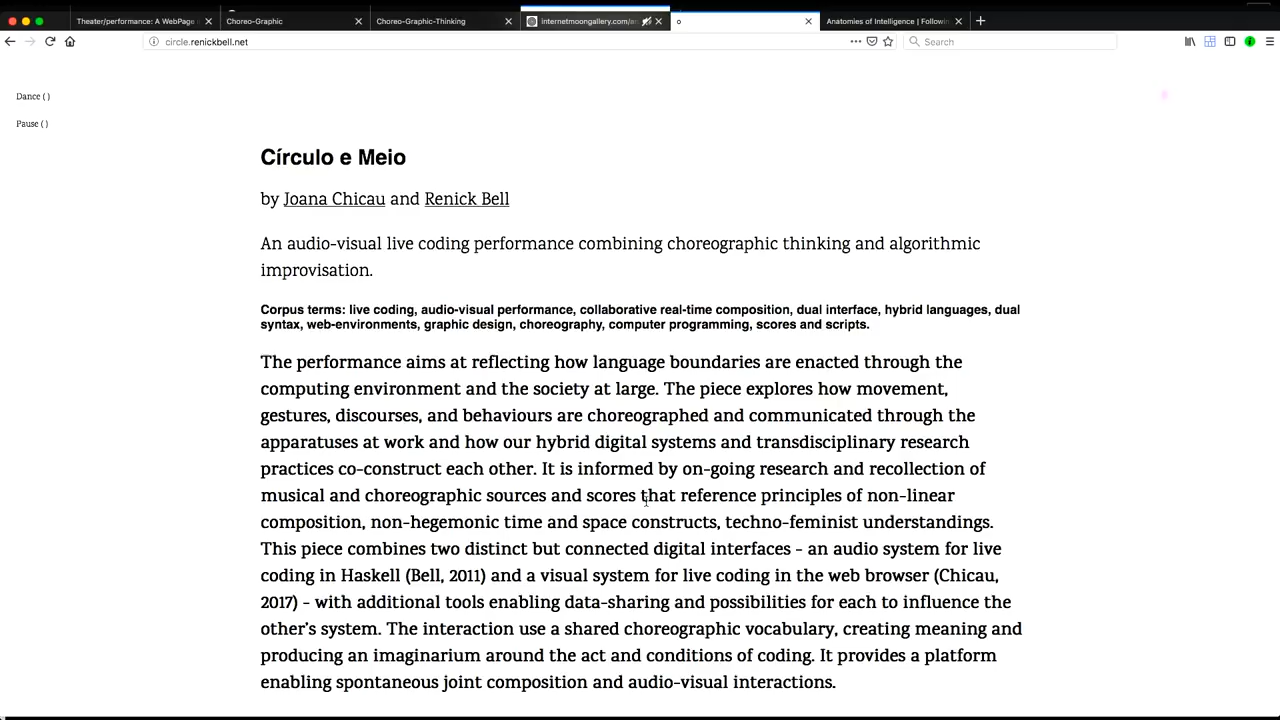 Theater/performance: A WebPage i
Choreo-Graphic
Choreo-Graphic-Thinking
internetmoongallery.com/an
Anatomies of Intelligence | Followin
circle.renickbell.net
Search
Dance ( )
Pause ( )
Círculo e Meio
by Joana Chicau and Renick Bell
An audio-visual live coding performance combining choreographic thinking and algorithmic
improvisation.
Corpus terms: live coding, audio-visual performance, collaborative real-time composition, dual interface, hybrid languages, dual
syntax, web-environments, graphic design, choreography, computer programming, scores and scripts.
The performance aims at reflecting how language boundaries are enacted through the
computing environment and the society at large. The piece explores how movement,
gestures, discourses, and behaviours are choreographed and communicated through the
apparatuses at work and how our hybrid digital systems and transdisciplinary research
practices co-construct each other. It is informed by on-going research and recollection of
musical and choreographic sources and scores that reference principles of non-linear
composition, non-hegemonic time and space constructs, techno-feminist understandings.
This piece combines two distinct but connected digital interfaces - an audio system for live
coding in Haskell (Bell, 2011) and a visual system for live coding in the web browser (Chicau,
2017) - with additional tools enabling data-sharing and possibilities for each to influence the
other's system. The interaction use a shared choreographic vocabulary, creating meaning and
producing an imaginarium around the act and conditions of coding. It provides a platform
enabling spontaneous joint composition and audio-visual interactions.